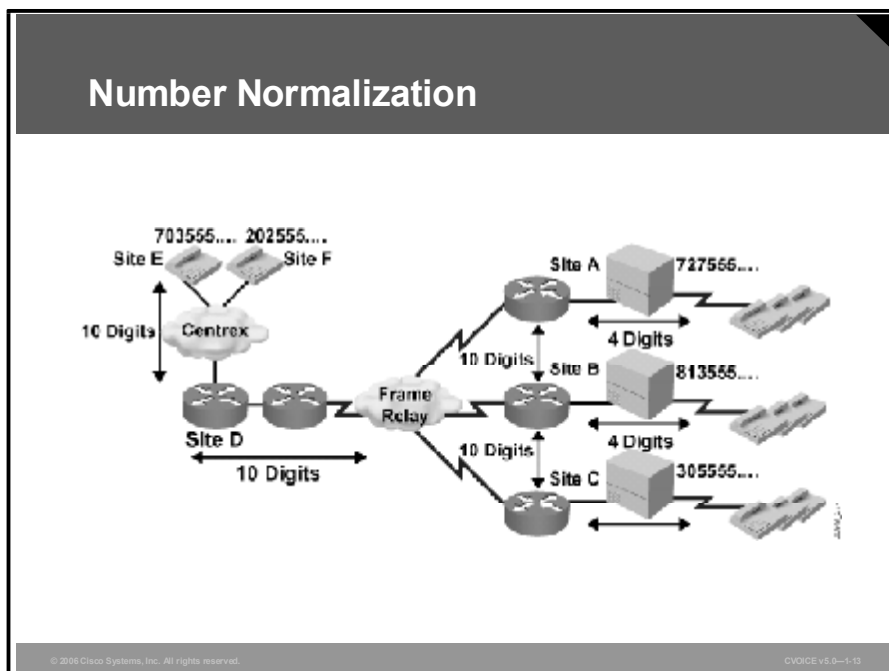 Number Normalization
703555.... 202555....
Site E
Site F
10 Digits
Centrex
Site D
10 Digits
Frame
Relay
Site A
727555....
4 Digits
10 Digits
Site B
813555....
4 Digits
10 Digits
Site C
305555....
© 2006 Cisco Systems, Inc. All rights reserved.
CVOICE v5.0—1-13